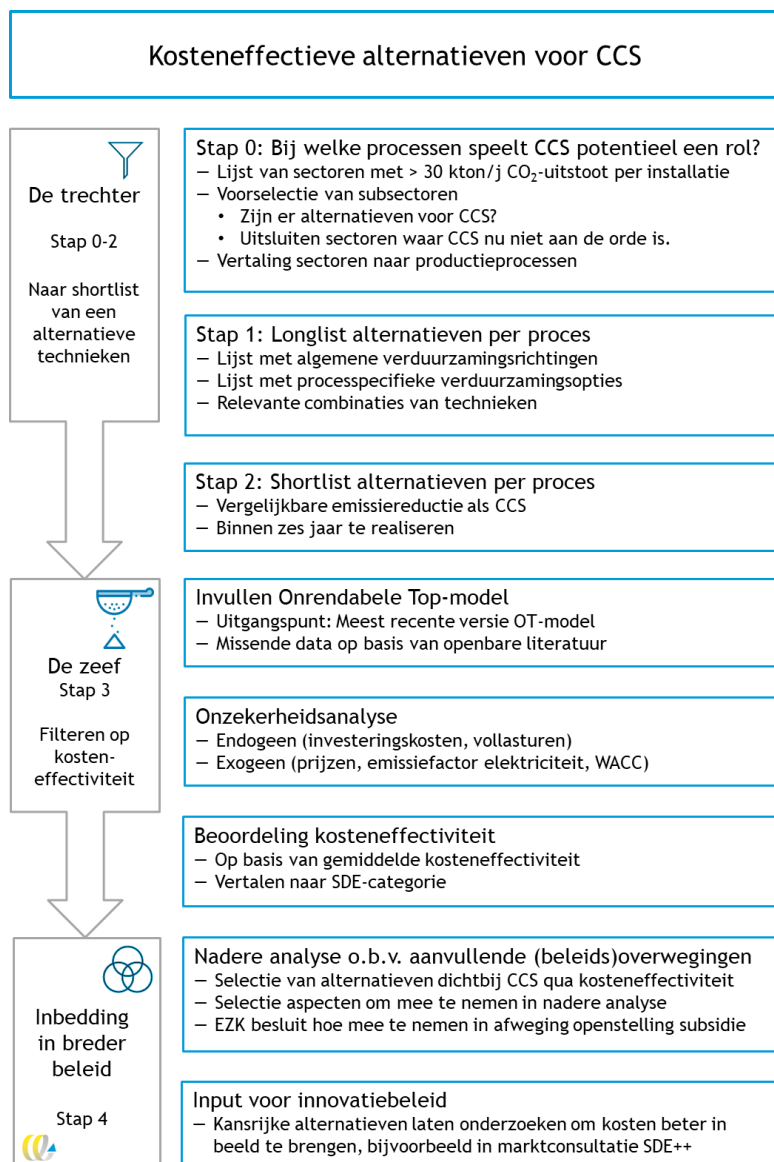 Kosteneffectieve alternatieven voor CCS
De trechter
Stap 0-2
Naar shortlist
van een
alternatieve
technieken
Stap 0: Bij welke processen speelt CCS potentieel een rol?
— Lijst van sectoren met > 30 kton/j CO₂-uitstoot per installatie
— Voorselectie van subsectoren
• Zijn er alternatieven voor CCS?
• Uitsluiten sectoren waar CCS nu niet aan de orde is.
— Vertaling sectoren naar productieprocessen
Stap 1: Longlist alternatieven per proces
— Lijst met algemene verduurzamingsrichtingen
— Lijst met processpecifieke verduurzamingsopties
— Relevante combinaties van technieken
Stap 2: Shortlist alternatieven per proces
— Vergelijkbare emissiereductie als CCS
— Binnen zes jaar te realiseren
De zeef
Stap 3
Filteren op
kosten-
effectiviteit
Invullen Onrendabele Top-model
— Uitgangspunt: Meest recente versie OT-model
— Missende data op basis van openbare literatuur
Onzekerheidsanalyse
— Endogeen (investeringskosten, vollasturen)
— Exogeen (prijzen, emissiefactor elektriciteit, WACC)
Beoordeling kosteneffectiviteit
— Op basis van gemiddelde kosteneffectiviteit
— Vertalen naar SDE-categorie
Inbedding
in breder
beleid
Stap 4
Nadere analyse o.b.v. aanvullende (beleids)overwegingen
— Selectie van alternatieven dichtbij CCS qua kosteneffectiviteit
— Selectie aspecten om mee te nemen in nadere analyse
— EZK besluit hoe mee te nemen in afweging openstelling subsidie
Input voor innovatiebeleid
— Kansrijke alternatieven laten onderzoeken om kosten beter in
beeld te brengen, bijvoorbeeld in marktconsultatie SDE++